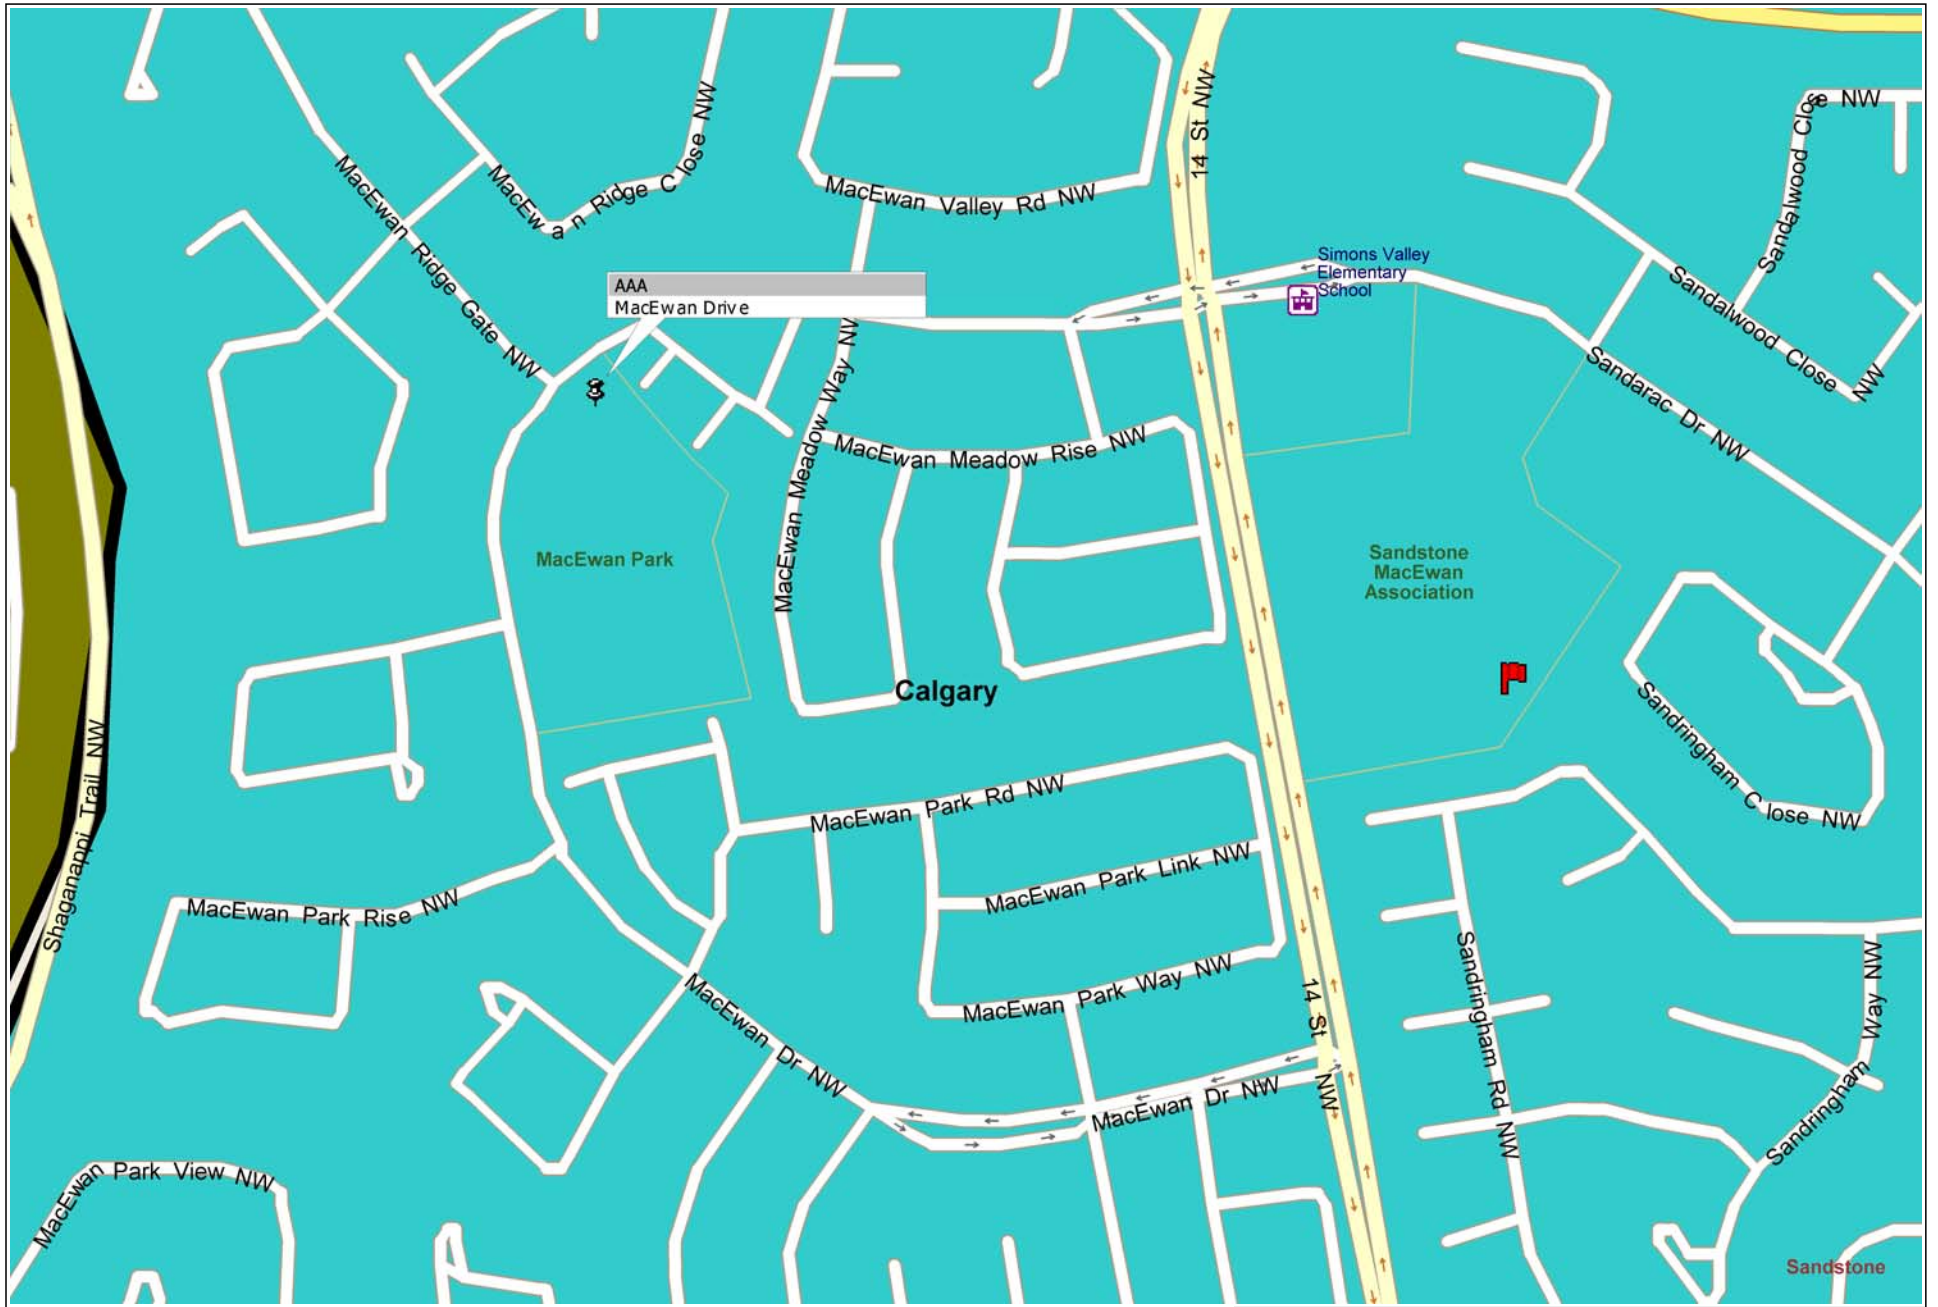 Sandalwood Close NW
14 St NW
MacEwan Ridge Close NW
MacEwan Valley Rd NW
MacEwan Ridge Gate NW
Simons Valley
Elementary
School
AAA
MacEwan Drive
Sandalwood Close NW
Sandarac Dr NW
MacEwan Meadow Way NW
MacEwan Meadow Rise NW
MacEwan Park
Sandstone
MacEwan
Association
Calgary
Sandringham Close NW
Shaganappi Trail NW
MacEwan Park Rd NW
MacEwan Park Link NW
MacEwan Park Rise NW
MacEwan Park Way NW
Sandringham Rd NW
Sandringham Way NW
14 St NW
MacEwan Dr NW
MacEwan Dr NW
MacEwan Park View NW
Sandstone